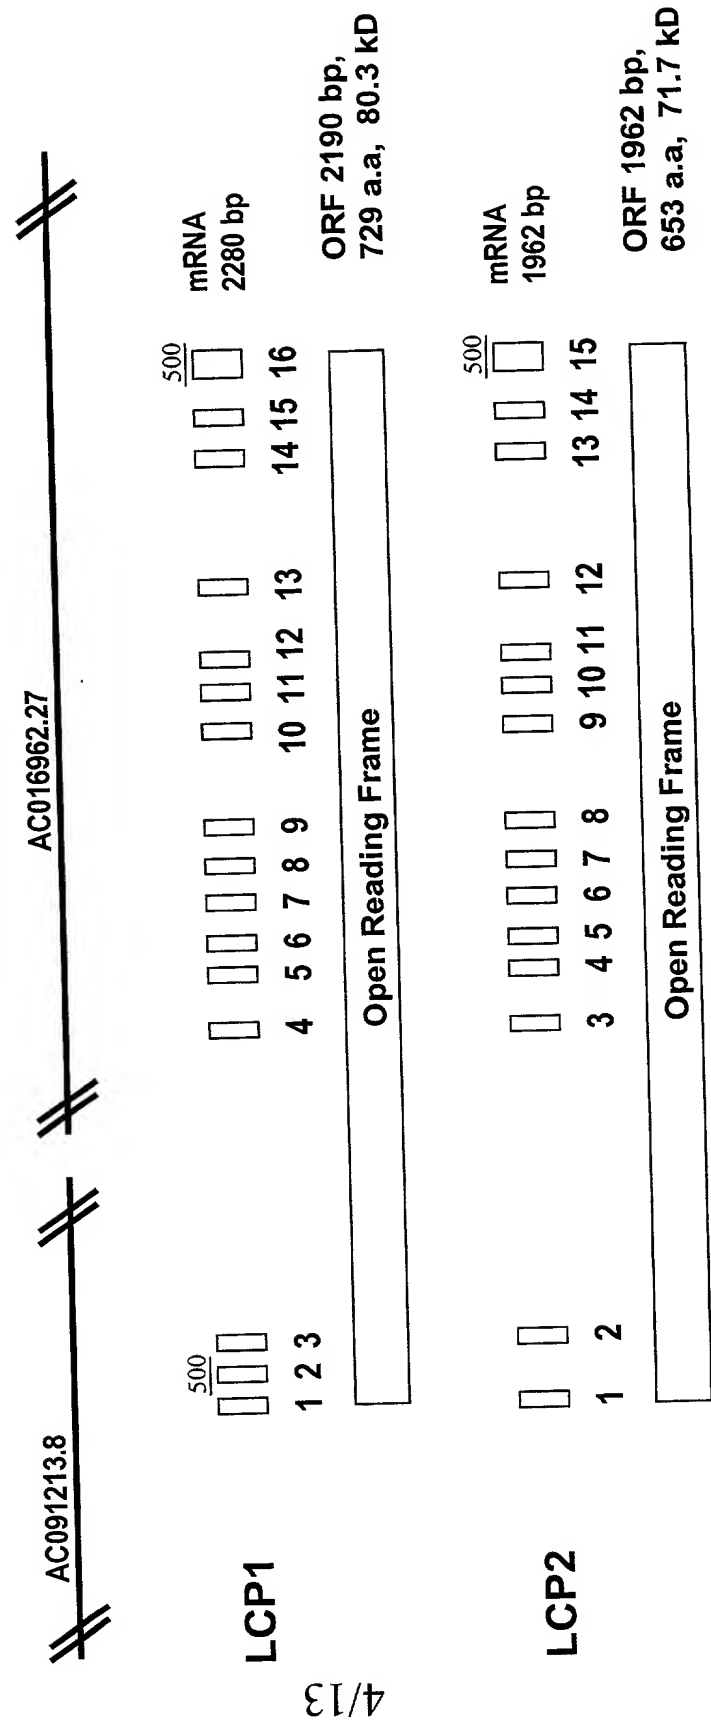 AC091213.8
AC016962.27
LCP1
500
500
mRNA
2280 bp
1 2 3 4 5 6 7 8 9 10 11 12 13 14 15 16
Open Reading Frame
ORF 2190 bp,
729 a.a, 80.3 kD
LCP2
500
mRNA
1962 bp
1 2 3 4 5 6 7 8 9 10 11 12 13 14 15
Open Reading Frame
ORF 1962 bp,
653 a.a, 71.7 kD
4/13